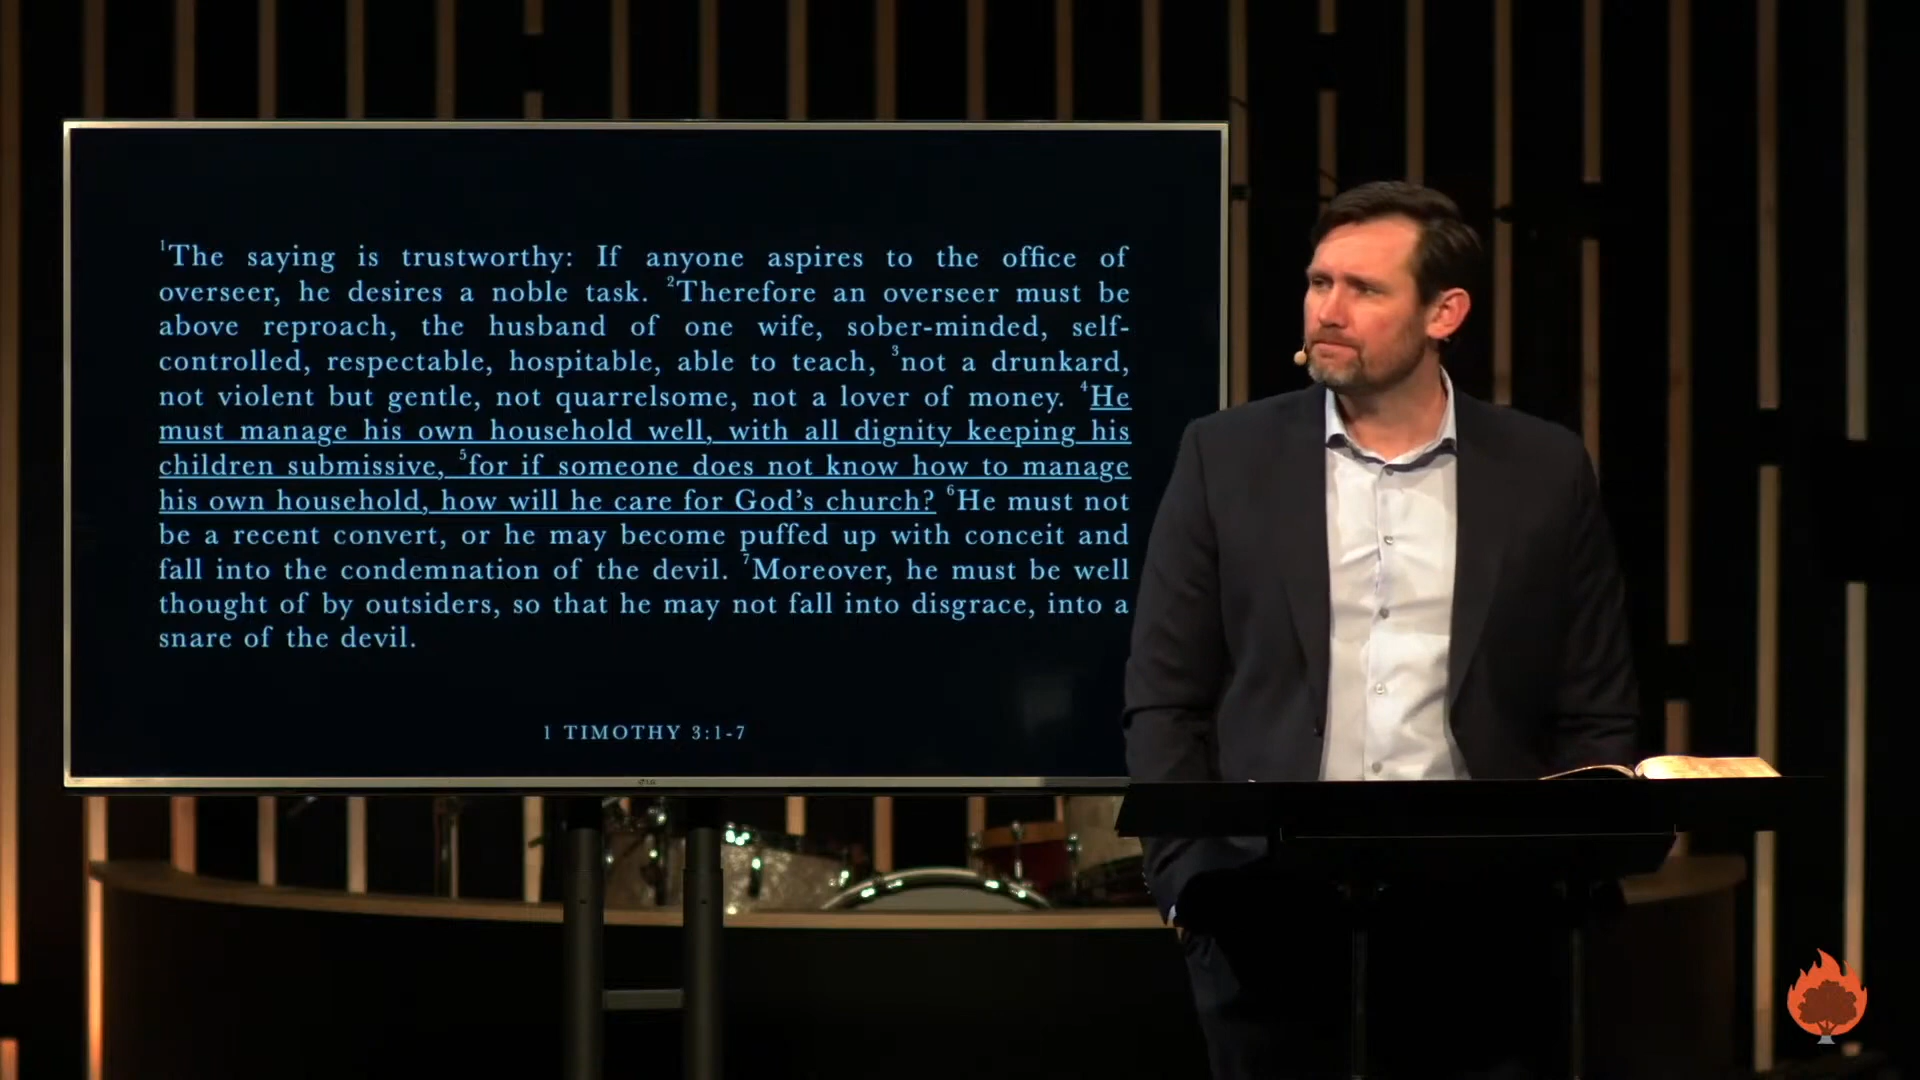 ¹The saying is trustworthy: If anyone aspires to the office of
overseer, he desires a noble task. ²Therefore an overseer must be
above reproach, the husband of one wife, sober-minded, self-
controlled, respectable, hospitable, able to teach, ³not a drunkard,
not violent but gentle, not quarrelsome, not a lover of money. ⁴He
must manage his own household well, with all dignity keeping his
children submissive, ⁵for if someone does not know how to manage
his own household, how will he care for God’s church? ⁶He must not
be a recent convert, or he may become puffed up with conceit and
fall into the condemnation of the devil. ⁷Moreover, he must be well
thought of by outsiders, so that he may not fall into disgrace, into a
snare of the devil.
1 TIMOTHY 3:1-7